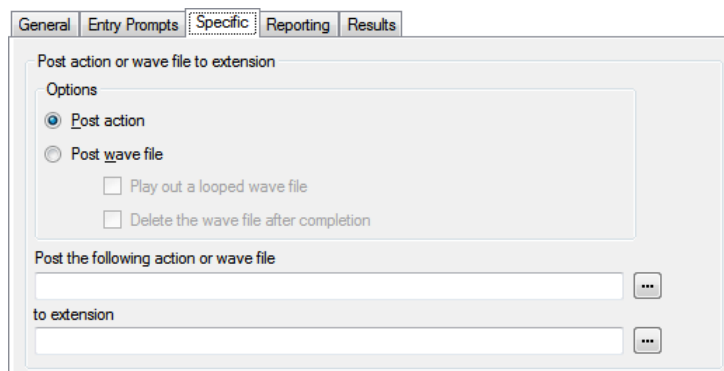 General Entry Prompts Specific Reporting Results
Post action or wave file to extension
Options
Post action
Post wave file
Play out a looped wave file
Delete the wave file after completion
Post the following action or wave file
...
to extension
...